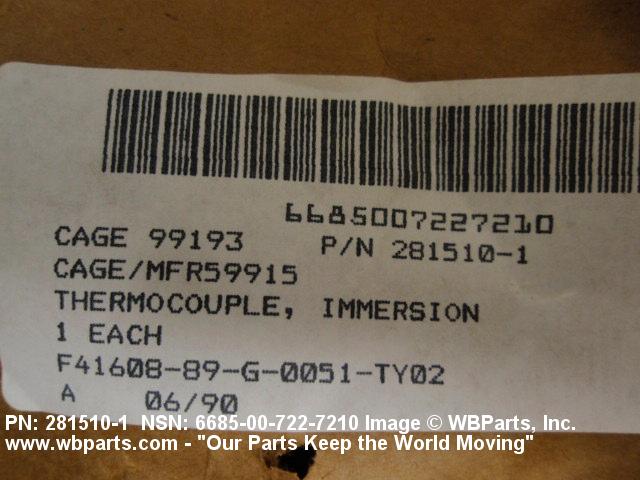 6685007227210
CAGE 99193 P/N 281510-1
CAGE/MFR59915
THERMOCOUPLE, IMMERSION
1 EACH
F41608-89-G-0051-TY02
A 06/90
PN: 281510-1 NSN: 6685-00-722-7210 Image © WBParts, Inc.
www.wbparts.com - "Our Parts Keep the World Moving"